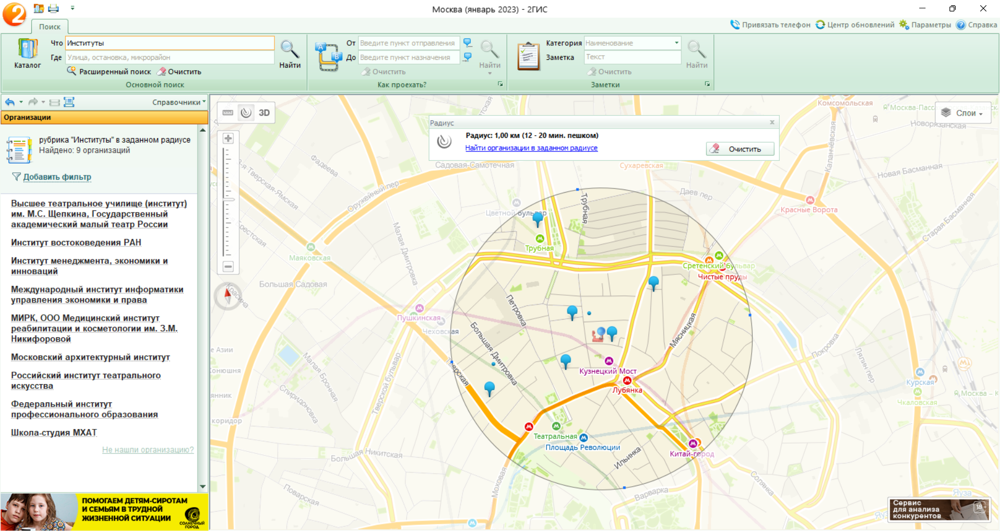 Москва (январь 2023) - 2ГИС
Поиск
Привязать телефон
Центр обновлений
Параметры
Справка
Каталог
Что
Институты
Где
Улица, остановка, микрорайон
Найти
Расширенный поиск
Очистить
Основной поиск
От
Введите пункт отправления
До
Введите пункт назначения
Найти
Очистить
Как проехать?
Категория
Наименование
Заметка
Текст
Найти
Очистить
Заметки
Справочники
Организации
рубрика "Институты" в заданном радиусе
Найдено: 9 организаций
Добавить фильтр
Высшее театральное училище (институт)
им. М.С. Щепкина, Государственный
академический малый театр России
Институт востоковедения РАН
Институт менеджмента, экономики и
инноваций
Международный институт информатики
управления экономики и права
МИРК, ООО Медицинский институт
реабилитации и косметологии им. З.М.
Никифоровой
Московский архитектурный институт
Российский институт театрального
искусства
Федеральный институт
профессионального образования
Школа-студия МХАТ
Не нашли организацию?
ПОМОГАЕМ ДЕТЯМ-СИРОТАМ
И СЕМЬЯМ В ТРУДНОЙ
ЖИЗНЕННОЙ СИТУАЦИИ
СОЛНЕЧНЫЙ
ГОРОД
3D
Радиус
x
Радиус: 1,00 км (12 - 20 мин. пешком)
Найти организации в заданном радиусе
Очистить
Слои
Комсомольская
Новорязанская
Каланчёвская
Садовая-Самотечная
Сухаревская
Новая Басманная
Фадеева
Оружейный пер
Даев пер
Трубная
Цветной бульвар
Красные Ворота
Старая Басманная
Малая Дмитровка
Трубная
Маяковская
Сретенский бульвар
Чистые пруды
Большая Садовая
Петровка
Пушкинская
Чеховская
Большая Дмитровка
Мясницкая
Покровка
Лялин пер
е Азии
Малая Бронная
Тверской бульвар
Тверская
Кузнецкий Мост
Лубянка
Курская
Чкаловская
Москва – К
Спиридоновка
коридор
Театральная
Площадь Революции
Китай-город
Ильинка
Большая Никитская
Моховая
Поварская
Варварка
Солянка
Яуза
Сервис
для анализа
конкурентов
18+